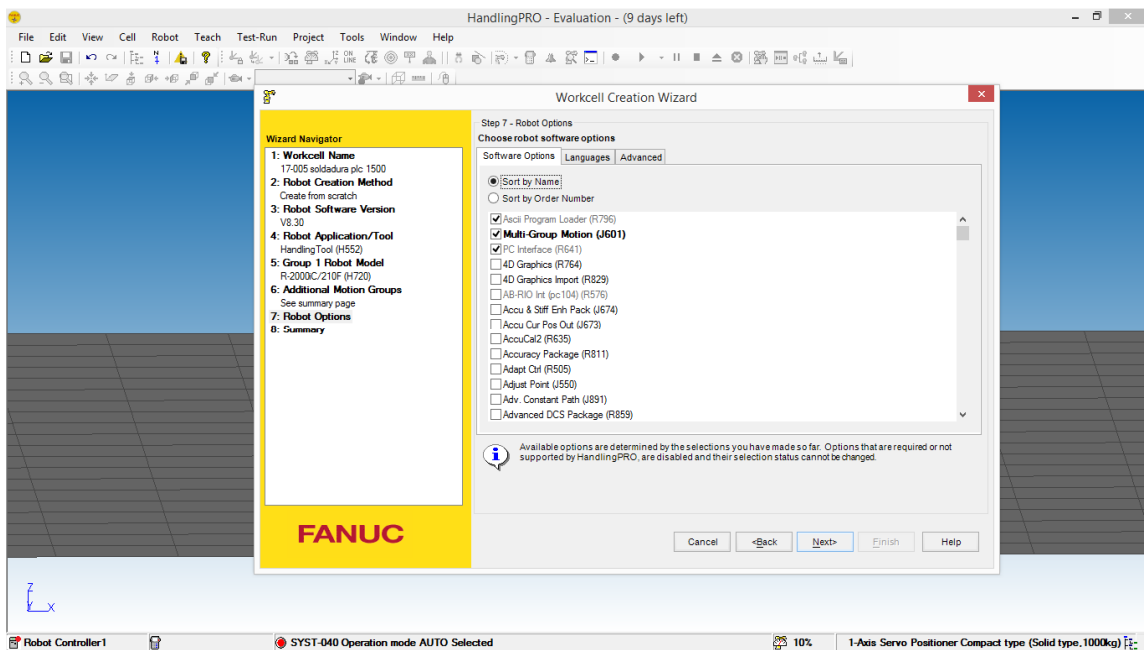 HandlingPRO - Evaluation - (9 days left)
File Edit View Cell Robot Teach Test-Run Project Tools Window Help
Workcell Creation Wizard
Wizard Navigator
1: Workcell Name
17-005 soldadura plc 1500
2: Robot Creation Method
Create from scratch
3: Robot Software Version
V8.30
4: Robot Application/Tool
HandlingTool (H552)
5: Group 1 Robot Model
R-2000iC/210F (H720)
6: Additional Motion Groups
See summary page
7: Robot Options
8: Summary
FANUC
Step 7 - Robot Options
Choose robot software options
Software Options Languages Advanced
Sort by Name
Sort by Order Number
Ascii Program Loader (R796)
Multi-Group Motion (J601)
PC Interface (R641)
4D Graphics (R764)
4D Graphics Import (R829)
AB-RIO Int (pc104) (R576)
Accu & Stiff Enh Pack (J674)
Accu Cur Pos Out (J673)
AccuCal2 (R635)
Accuracy Package (R811)
Adapt Ctrl (R505)
Adjust Point (J550)
Adv. Constant Path (J891)
Advanced DCS Package (R859)
Available options are determined by the selections you have made so far. Options that are required or not
supported by HandlingPRO, are disabled and their selection status cannot be changed.
Cancel <Back Next> Finish Help
Z
Y X
Robot Controller1 SYST-040 Operation mode AUTO Selected 10% 1-Axis Servo Positioner Compact type (Solid type,1000kg)